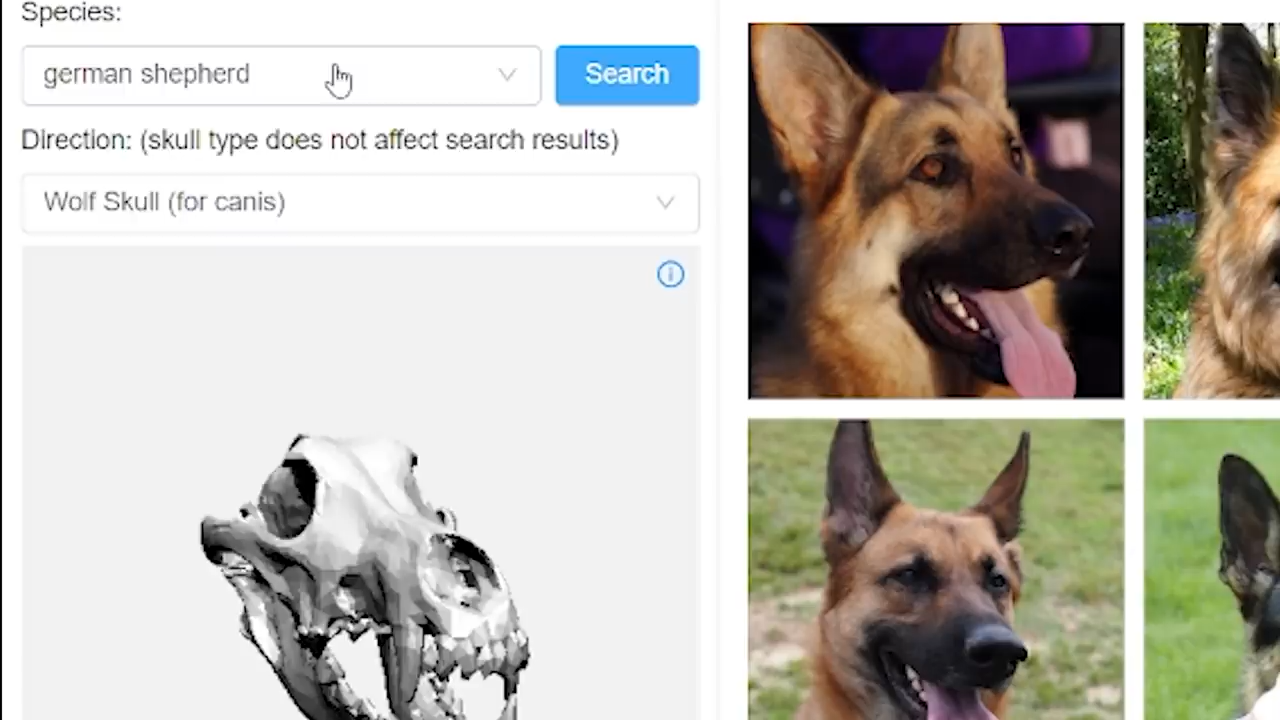 Species:
german shepherd
Search
Direction: (skull type does not affect search results)
Wolf Skull (for canis)